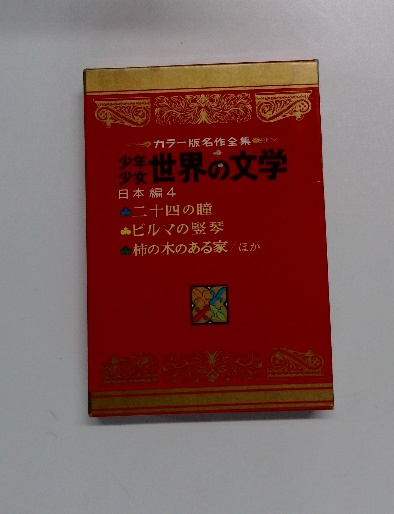 カラー版名作全集
少年少女 世界の文学
日本編4
二十四の瞳
ビルマの竪琴
柿の木のある家/ほか